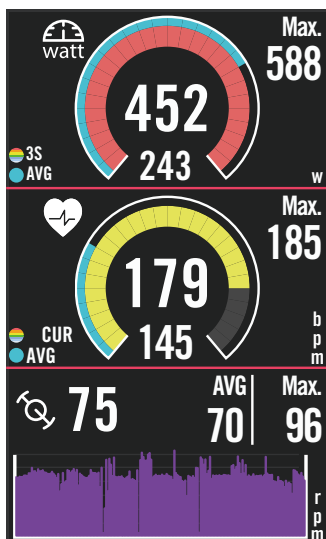 watt
Max.
588
452
243
3S
AVG
w
Max.
185
179
145
CUR
AVG
b
p
m
75
AVG
70
Max.
96
r
p
m